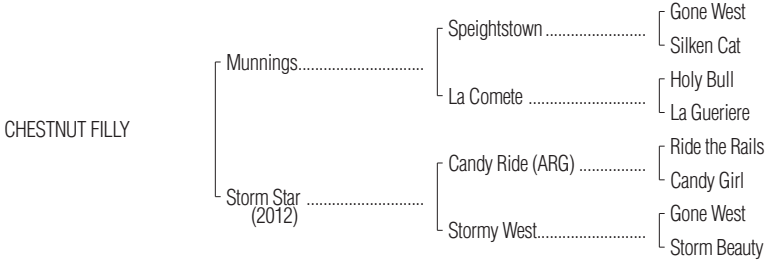 Gone West
Speightstown
Silken Cat
Munnings
Holy Bull
La Comete
La Gueriere
CHESTNUT FILLY
Ride the Rails
Candy Ride (ARG)
Candy Girl
Storm Star
(2012)
Gone West
Stormy West
Storm Beauty